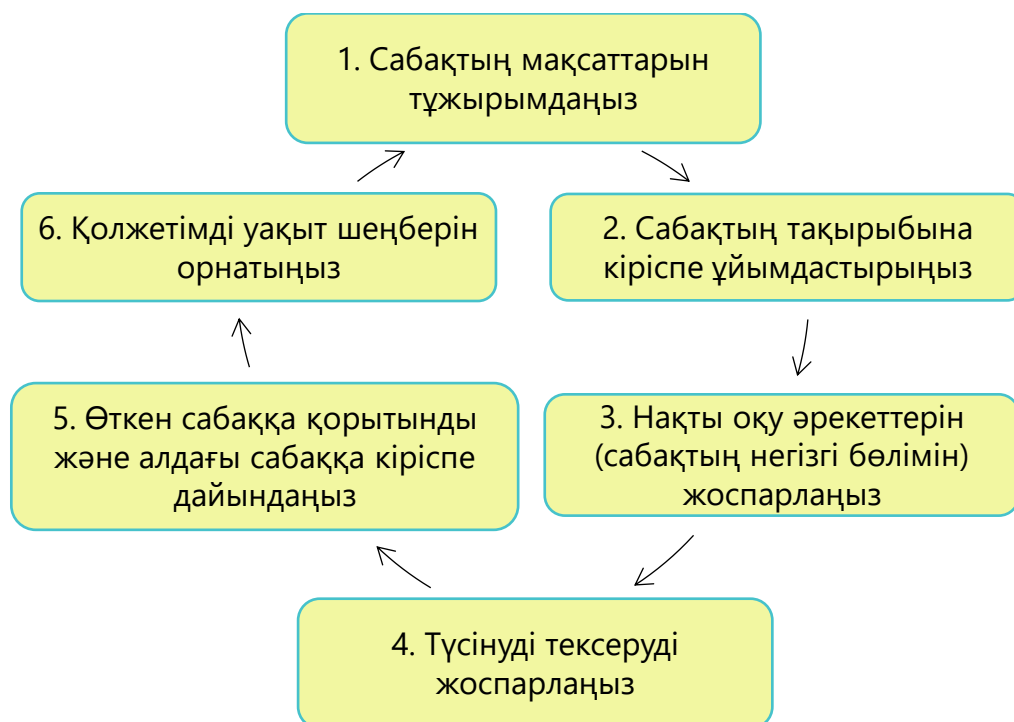 1. Сабақтың мақсаттарын
тұжырымдаңыз
2. Сабақтың тақырыбына
кіріспе ұйымдастырыңыз
3. Нақты оқу әрекеттерін
(сабақтың негізгі бөлімін)
жоспарлаңыз
4. Түсінуді тексеруді
жоспарлаңыз
5. Өткен сабаққа қорытынды
және алдағы сабаққа кіріспе
дайындаңыз
6. Қолжетімді уақыт шеңберін
орнатыңыз